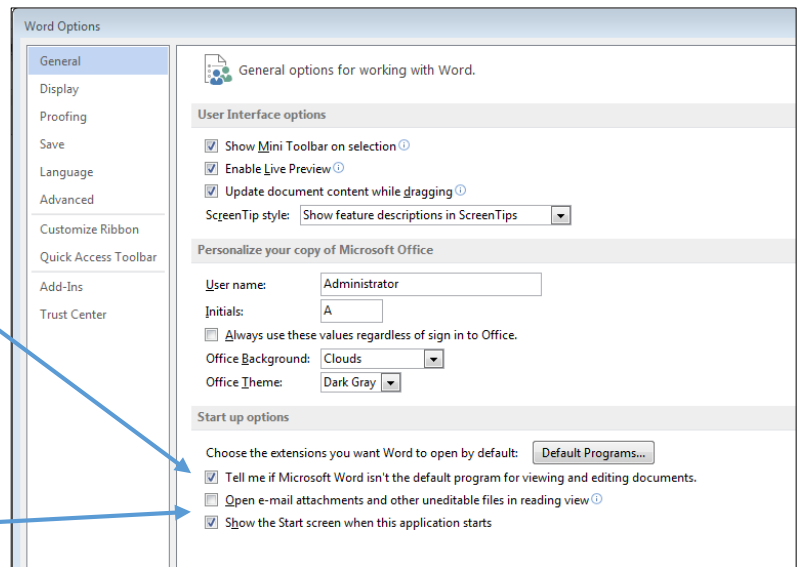 Word Options
General
Display
Proofing
Save
Language
Advanced
Customize Ribbon
Quick Access Toolbar
Add-Ins
Trust Center
General options for working with Word.
User Interface options
Show Mini Toolbar on selection
Enable Live Preview
Update document content while dragging
ScreenTip style: Show feature descriptions in ScreenTips
Personalize your copy of Microsoft Office
User name: Administrator
Initials: A
Always use these values regardless of sign in to Office.
Office Background: Clouds
Office Theme: Dark Gray
Start up options
Choose the extensions you want Word to open by default: Default Programs...
Tell me if Microsoft Word isn't the default program for viewing and editing documents.
Open e-mail attachments and other uneditable files in reading view
Show the Start screen when this application starts